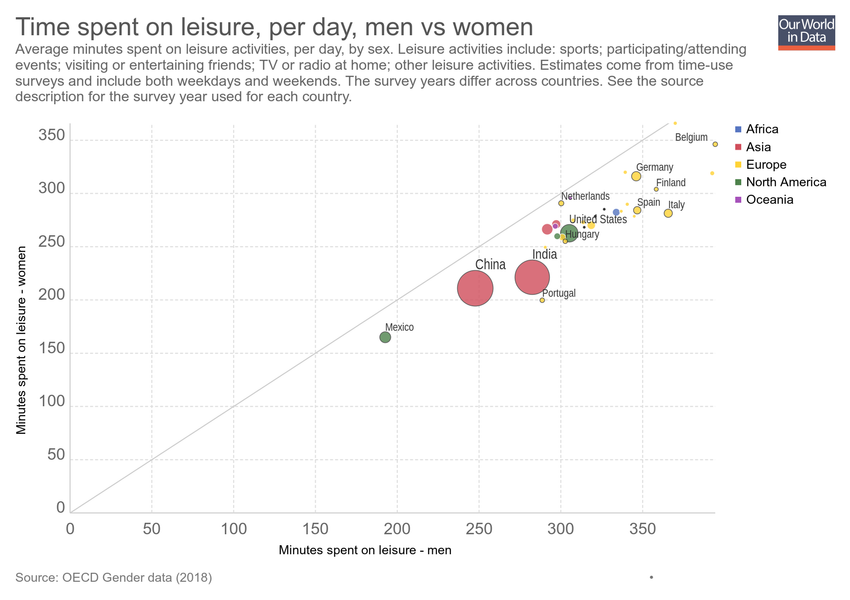 Time spent on leisure, per day, men vs women
Our World
in Data
Average minutes spent on leisure activities, per day, by sex. Leisure activities include: sports; participating/attending
events; visiting or entertaining friends; TV or radio at home; other leisure activities. Estimates come from time-use
surveys and include both weekdays and weekends. The survey years differ across countries. See the source
description for the survey year used for each country.
Africa
Asia
Europe
North America
Oceania
Minutes spent on leisure - women
350
300
250
200
150
100
50
0
Belgium
Germany
Finland
Netherlands
Spain
Italy
United States
Hungary
India
China
Portugal
Mexico
0
50
100
150
200
250
300
350
Minutes spent on leisure - men
Source: OECD Gender data (2018)